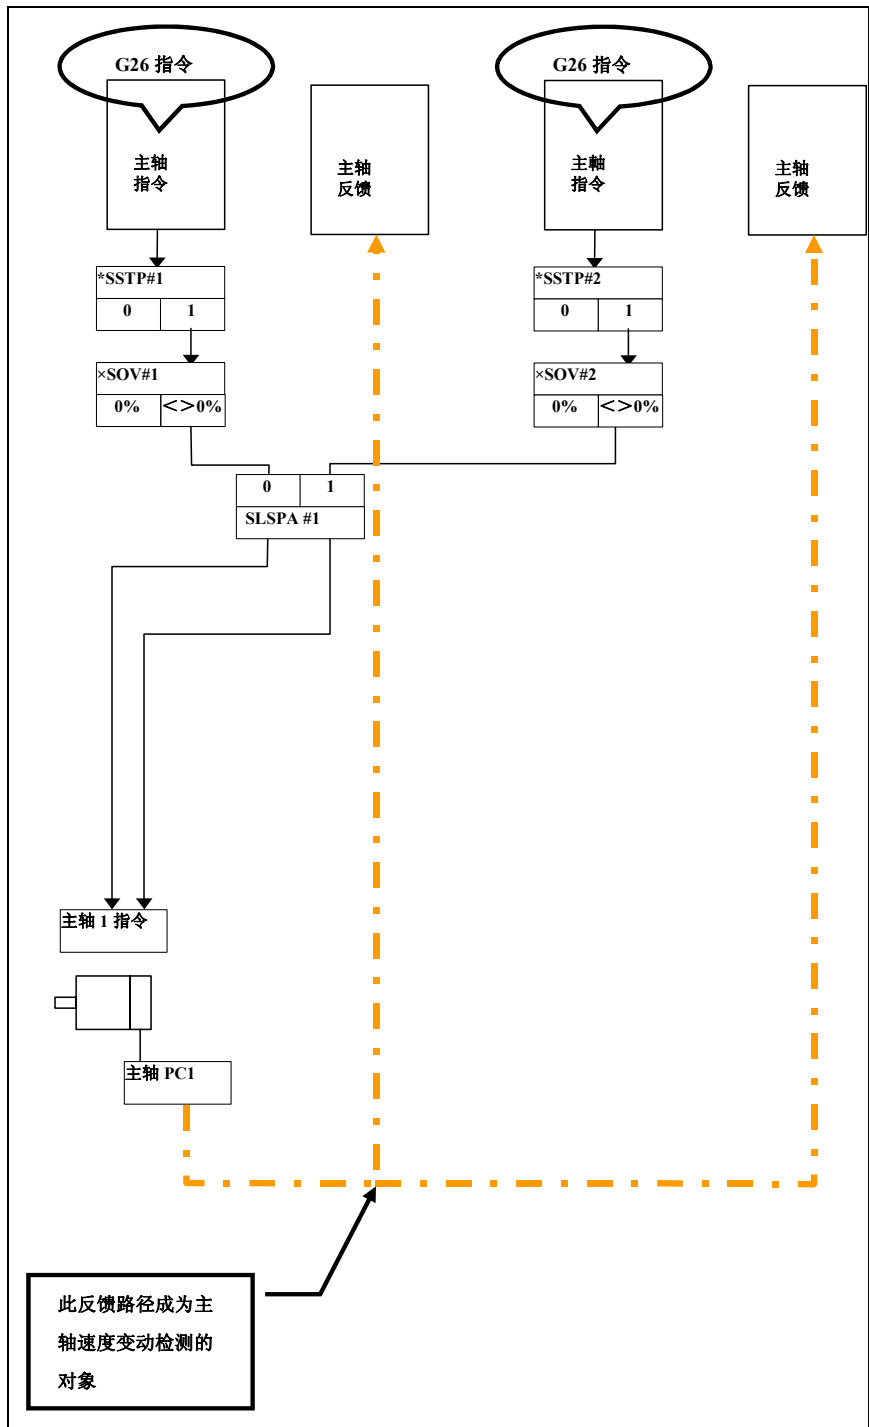 G26 指令
G26 指令
主轴
指令
主轴
反馈
主軸
指令
主轴
反馈
*SSTP#1
0 1
*SSTP#2
0 1
×SOV#1
0% <>0%
×SOV#2
0% <>0%
0 1
SLSPA #1
主轴 1 指令
主轴 PC1
此反馈路径成为主
轴速度变动检测的
对象